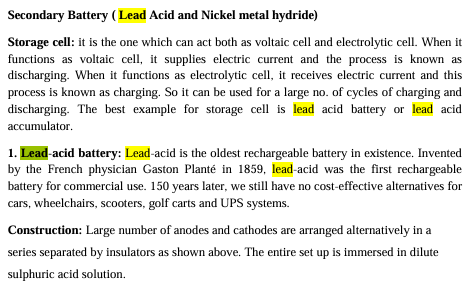 Secondary Battery ( Lead Acid and Nickel metal hydride)
Storage cell: it is the one which can act both as voltaic cell and electrolytic cell. When it
functions as voltaic cell, it supplies electric current and the process is known as
discharging. When it functions as electrolytic cell, it receives electric current and this
process is known as charging. So it can be used for a large no. of cycles of charging and
discharging. The best example for storage cell is lead acid battery or lead acid
accumulator.
1. Lead-acid battery: Lead-acid is the oldest rechargeable battery in existence. Invented
by the French physician Gaston Planté in 1859, lead-acid was the first rechargeable
battery for commercial use. 150 years later, we still have no cost-effective alternatives for
cars, wheelchairs, scooters, golf carts and UPS systems.
Construction: Large number of anodes and cathodes are arranged alternatively in a
series separated by insulators as shown above. The entire set up is immersed in dilute
sulphuric acid solution.